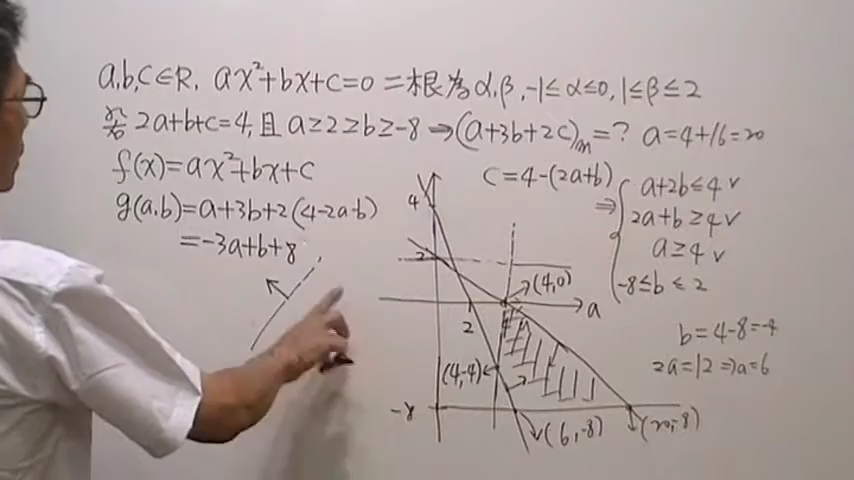 a,b,c∈R, ax²+bx+c=0 二根為α,β, -1≤α≤0, 1≤β≤2
若 2a+b+c=4, 且 a≥2≥b≥-8 ⇒(a+3b+2c)m=? a=4+16=20
f(x)=ax²+bx+c
g(a,b)=a+3b+2(4-2a-b)
=-3a+b+8
c=4-(2a+b)
⇒
a+2b≤4 ✓
2a+b≥4 ✓
a≥4 ✓
-8≤b≤2
b=4-8=-4
2a=12⇒a=6
4
2
(4,0)
a
2
(4,-4)
-8
(6,-8)
(20,-8)